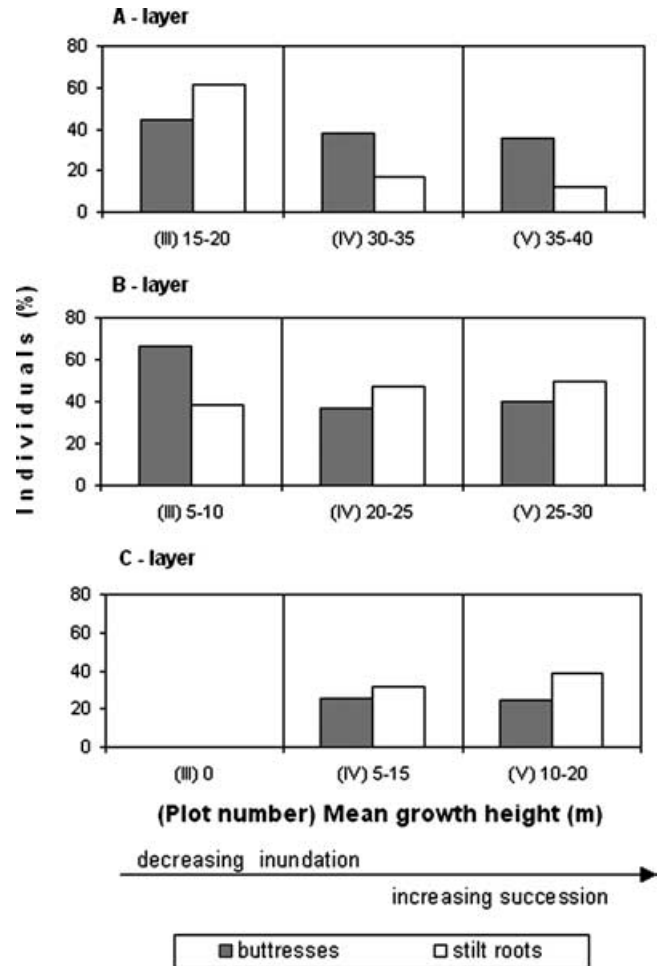 A - layer
80
60
40
20
0
(III) 15-20 (IV) 30-35 (V) 35-40
Individuals (%)
B - layer
80
60
40
20
0
(III) 5-10 (IV) 20-25 (V) 25-30
C - layer
80
60
40
20
0
(III) 0 (IV) 5-15 (V) 10-20
(Plot number) Mean growth height (m)
decreasing inundation
increasing succession
buttresses stilt roots